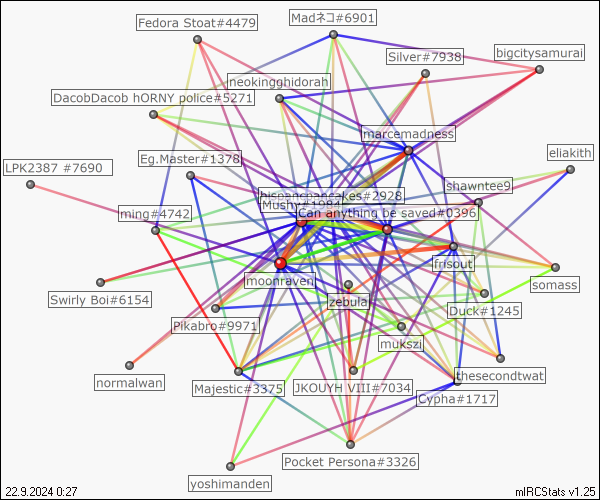 Fedora Stoat#4479
Madネコ#6901
Silver#7938
bigcitysamurai
neokingghidorah
DacobDacob hORNY police#5271
marcemadness
Eg.Master#1378
eliakith
LPK2387 #7690
shawntee9
Mushy#1984
ming#4742
Can anything be saved#0396
frisout
moonraven
somass
Swirly Boi#6154
zebula
Duck#1245
Pikabro#9971
mukszi
normalwan
thesecondtwat
Majestic#3375
JKOUYH VIII#7034
Cypha#1717
Pocket Persona#3326
yoshimanden
22.9.2024 0:27
mIRCStats v1.25